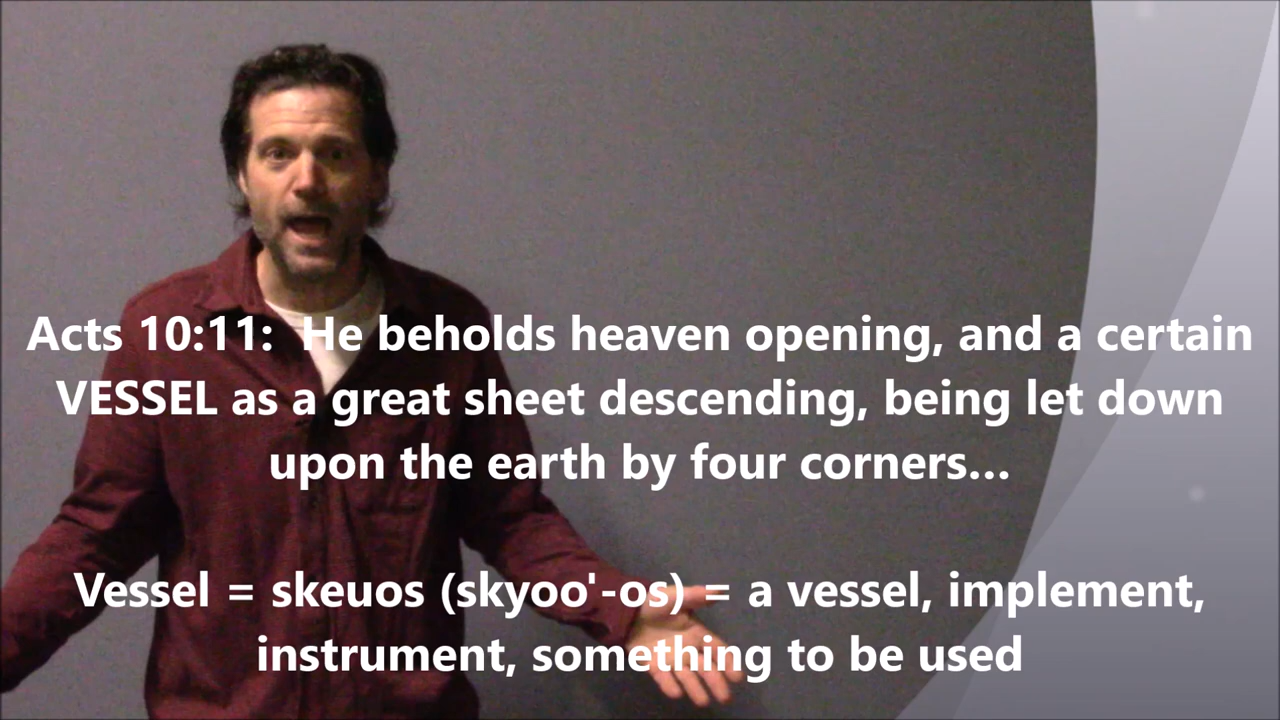 Acts 10:11:  He beholds heaven opening, and a certain
VESSEL as a great sheet descending, being let down
upon the earth by four corners...
Vessel = skeuos (skyoo'-os) = a vessel, implement,
instrument, something to be used